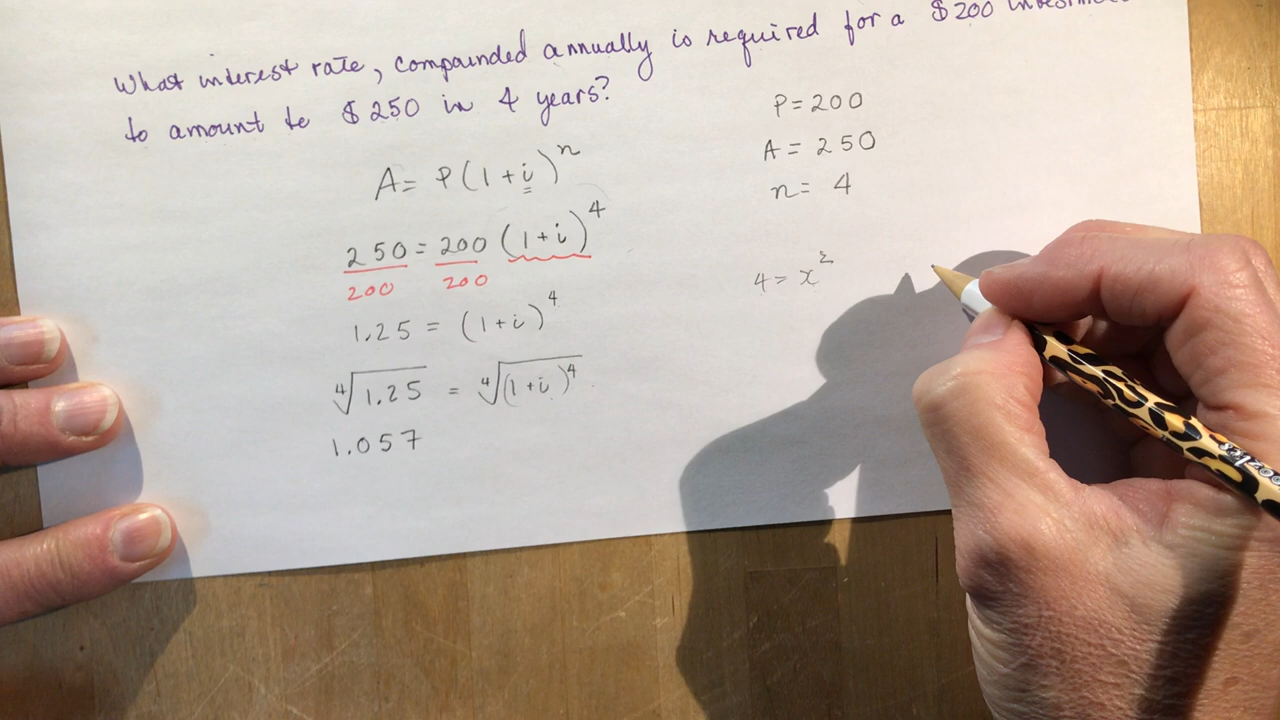 What interest rate, compounded annually is required for a $200
to amount to $250 in 4 years?
P = 200
A = 250
n = 4
A = P(1+i)^n
250 = 200 (1+i)^4
200 200
4 = x^2
1.25 = (1+i)^4
∜1.25 = ∜(1+i)^4
1.057